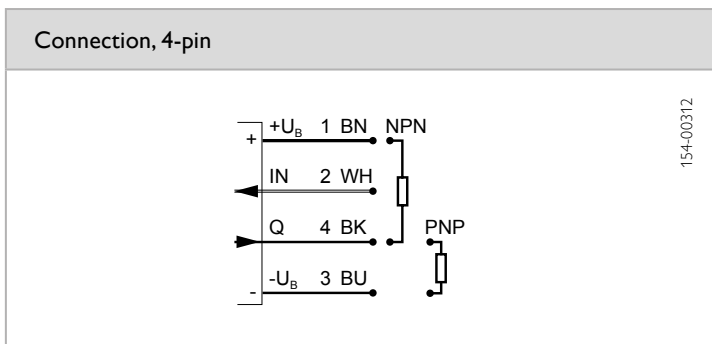 Connection, 4-pin
+U_B 1 BN NPN
+
IN 2 WH
Q 4 BK PNP
-U_B 3 BU
-
154-00312